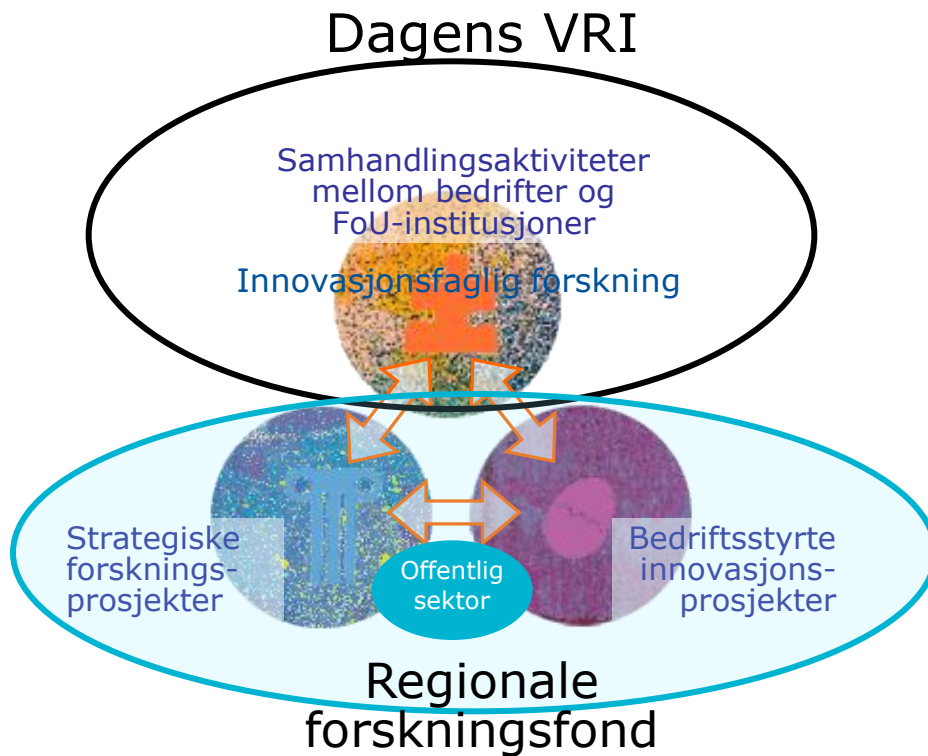 Dagens VRI
Samhandlingsaktiviteter
mellom bedrifter og
FoU-institusjoner
Innovasjonsfaglig forskning
Strategiske
forsknings-
prosjekter
Offentlig
sektor
Bedriftsstyrte
innovasjons-
prosjekter
Regionale
forskningsfond